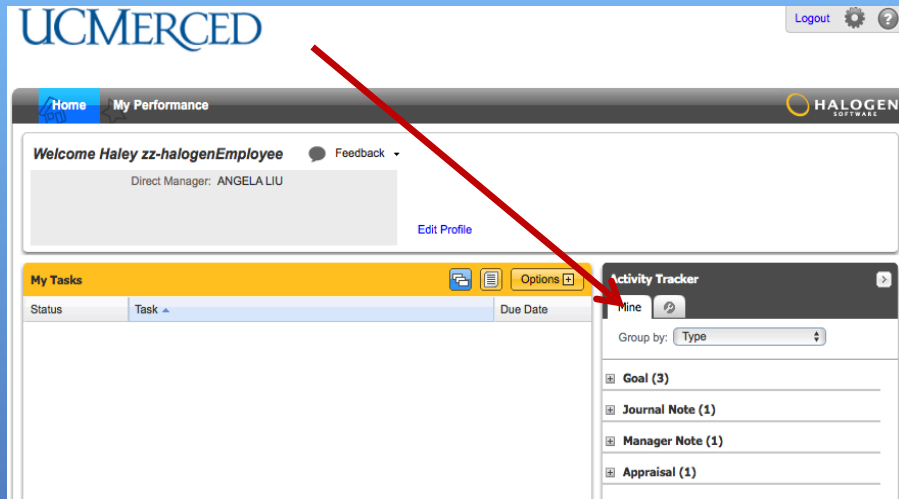 UCMERCED
Logout
Home My Performance
HALOGEN
SOFTWARE
Welcome Haley zz-halogenEmployee Feedback
Direct Manager: ANGELA LIU
Edit Profile
My Tasks Options
Status Task Due Date
Activity Tracker
Mine
Group by: Type
Goal (3)
Journal Note (1)
Manager Note (1)
Appraisal (1)